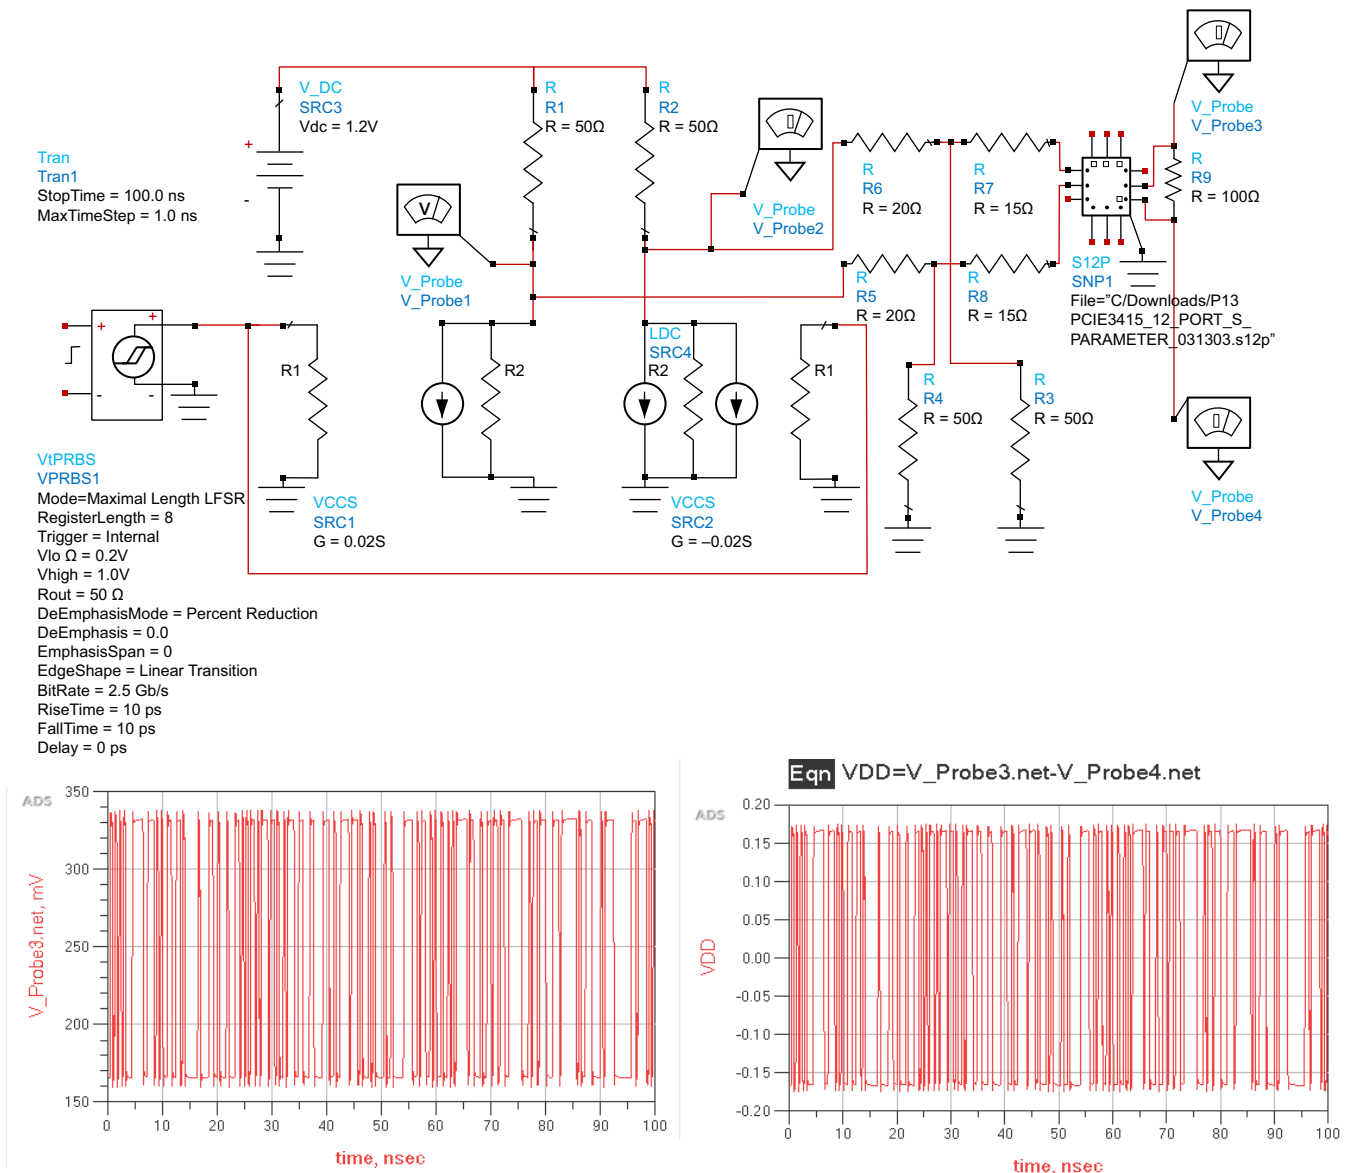 V_DC
SRC3
Vdc = 1.2V
+
-
R
R1
R = 50Ω
R
R2
R = 50Ω
V_Probe
V_Probe2
V_Probe
V_Probe3
Tran
Tran1
StopTime = 100.0 ns
MaxTimeStep = 1.0 ns
V
V_Probe
V_Probe1
R
R6
R = 20Ω
R
R7
R = 15Ω
R
R9
R = 100Ω
R
R5
R = 20Ω
R
R8
R = 15Ω
S12P
SNP1
File="C/Downloads/P13
PCIE3415_12_PORT_S_
PARAMETER_031303.s12p"
+
+
-
-
R1
R2
LDC
SRC4
R2
R1
R
R4
R = 50Ω
R
R3
R = 50Ω
V_Probe
V_Probe4
VtPRBS
VPRBS1
Mode=Maximal Length LFSR
RegisterLength = 8
Trigger = Internal
Vlo Ω = 0.2V
Vhigh = 1.0V
Rout = 50 Ω
DeEmphasisMode = Percent Reduction
DeEmphasis = 0.0
EmphasisSpan = 0
EdgeShape = Linear Transition
BitRate = 2.5 Gb/s
RiseTime = 10 ps
FallTime = 10 ps
Delay = 0 ps
VCCS
SRC1
G = 0.02S
VCCS
SRC2
G = –0.02S
ADS
V_Probe3.net, mV
350
300
250
200
150
0 10 20 30 40 50 60 70 80 90 100
time, nsec
Eqn VDD=V_Probe3.net-V_Probe4.net
ADS
VDD
0.20
0.15
0.10
0.05
0.00
-0.05
-0.10
-0.15
-0.20
0 10 20 30 40 50 60 70 80 90 100
time, nsec